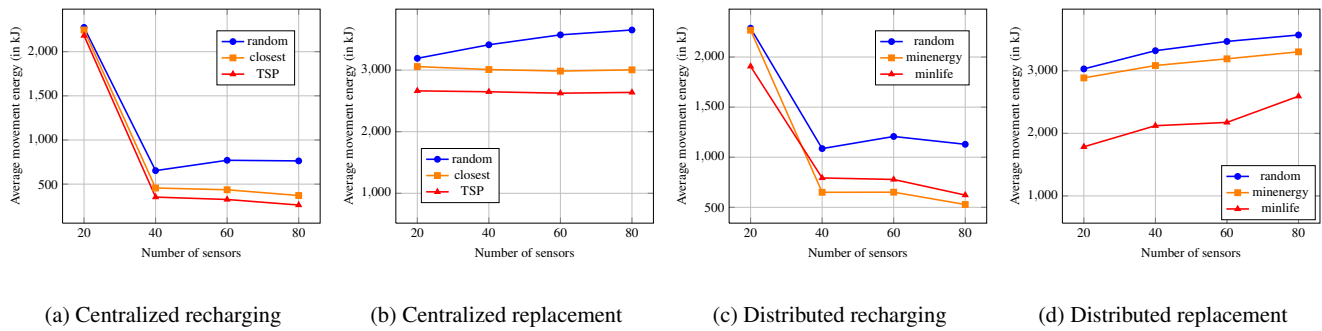 2,000
1,500
1,000
500
20
40
60
80
Average movement energy (in kJ)
Number of sensors
random
closest
TSP
(a) Centralized recharging
3,000
2,000
1,000
20
40
60
80
Average movement energy (in kJ)
Number of sensors
random
closest
TSP
(b) Centralized replacement
2,000
1,500
1,000
500
20
40
60
80
Average movement energy (in kJ)
Number of sensors
random
minenergy
minlife
(c) Distributed recharging
3,000
2,000
1,000
20
40
60
80
Average movement energy (in kJ)
Number of sensors
random
minenergy
minlife
(d) Distributed replacement